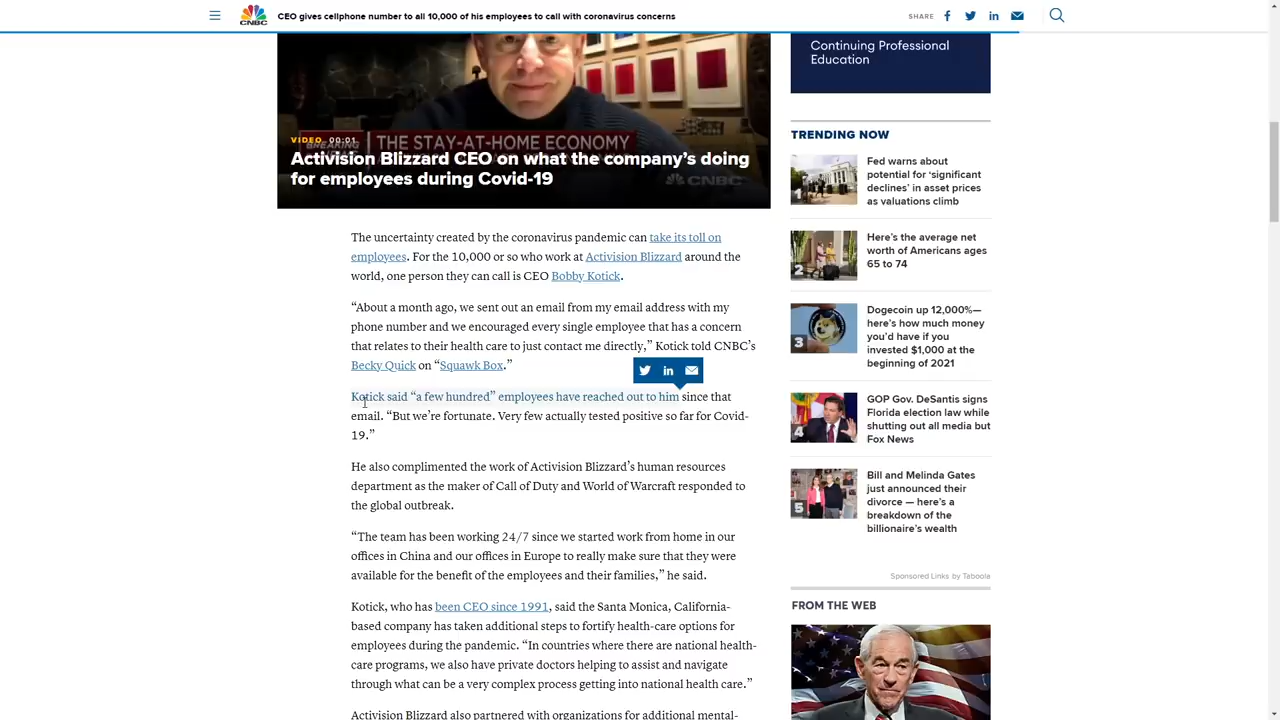 CNBC
CEO gives cellphone number to all 10,000 of his employees to call with coronavirus concerns
SHARE
Continuing Professional
Education
THE STAY-AT-HOME ECONOMY
BREAKING
VIDEO 00:01
Activision Blizzard CEO on what the company’s doing
for employees during Covid-19
CNBC
The uncertainty created by the coronavirus pandemic can take its toll on
employees. For the 10,000 or so who work at Activision Blizzard around the
world, one person they can call is CEO Bobby Kotick.
“About a month ago, we sent out an email from my email address with my
phone number and we encouraged every single employee that has a concern
that relates to their health care to just contact me directly,” Kotick told CNBC’s
Becky Quick on “Squawk Box.”
Kotick said “a few hundred” employees have reached out to him since that
email. “But we’re fortunate. Very few actually tested positive so far for Covid-
19.”
He also complimented the work of Activision Blizzard’s human resources
department as the maker of Call of Duty and World of Warcraft responded to
the global outbreak.
“The team has been working 24/7 since we started work from home in our
offices in China and our offices in Europe to really make sure that they were
available for the benefit of the employees and their families,” he said.
Kotick, who has been CEO since 1991, said the Santa Monica, California-
based company has taken additional steps to fortify health-care options for
employees during the pandemic. “In countries where there are national health-
care programs, we also have private doctors helping to assist and navigate
through what can be a very complex process getting into national health care.”
Activision Blizzard also partnered with organizations for additional mental-
TRENDING NOW
1
Fed warns about
potential for ‘significant
declines’ in asset prices
as valuations climb
2
Here’s the average net
worth of Americans ages
65 to 74
3
Dogecoin up 12,000%—
here’s how much money
you’d have if you
invested $1,000 at the
beginning of 2021
4
GOP Gov. DeSantis signs
Florida election law while
shutting out all media but
Fox News
5
Bill and Melinda Gates
just announced their
divorce — here’s a
breakdown of the
billionaire’s wealth
Sponsored Links by Taboola
FROM THE WEB